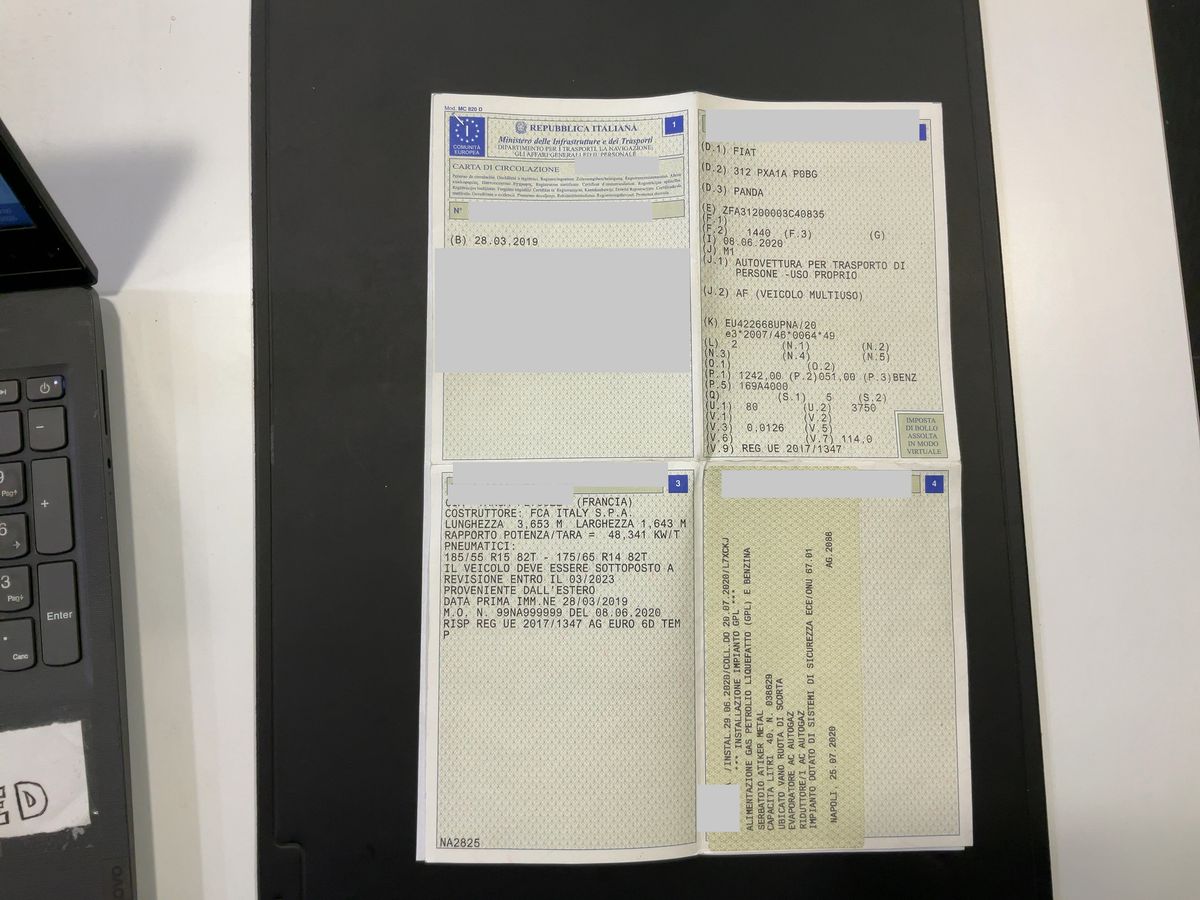 Mod. MC 820 D
1
I
COMUNITÀ
EUROPEA
REPUBBLICA ITALIANA
Ministero delle Infrastrutture e dei Trasporti
DIPARTIMENTO PER I TRASPORTI, LA NAVIGAZIONE,
GLI AFFARI GENERALI ED IL PERSONALE
CARTA DI CIRCOLAZIONE
N°
(B) 28.03.2019
(D.1) FIAT
(D.2) 312 PXA1A P0BG
(D.3) PANDA
(E) ZFA31200003C40835
(F.1)
(F.2) 1440 (F.3) (G)
(I) 08.06.2020
(J) M1
(J.1) AUTOVETTURA PER TRASPORTO DI
PERSONE -USO PROPRIO
(J.2) AF (VEICOLO MULTIUSO)
(K) EU422668UPNA/20
e3*2007/46*0064*49
(L) 2 (N.1) (N.2)
(N.3 (N.4) (N.5)
(O.1) (O.2)
(P.1) 1242,00 (P.2)051,00 (P.3)BENZ
(P.5) 169A4000
(Q) (S.1) 5 (S.2)
(U.1) 80 (U.2) 3750
(V.1) (V.2)
(V.3) 0,0126 (V.5)
(V.6) (V.7) 114,0
(V.9) REG UE 2017/1347
IMPOSTA
DI BOLLO
ASSOLTA
IN MODO
VIRTUALE
3
(FRANCIA)
COSTRUTTORE: FCA ITALY S.P.A.
LUNGHEZZA 3,653 M LARGHEZZA 1,643 M
RAPPORTO POTENZA/TARA = 48,341 KW/T
PNEUMATICI:
185/55 R15 82T - 175/65 R14 82T
IL VEICOLO DEVE ESSERE SOTTOPOSTO A
REVISIONE ENTRO IL 03/2023
PROVENIENTE DALL'ESTERO
DATA PRIMA IMM.NE 28/03/2019
M.O. N. 99NA999999 DEL 08.06.2020
RISP REG UE 2017/1347 AG EURO 6D TEM
P
NA2825
4
/INSTAL.29.06.2020/COLL.DO 20.07.2020/L7XCKJ
*** INSTALLAZIONE IMPIANTO GPL ***
ALIMENTAZIONE GAS PETROLIO LIQUEFATTO (GPL) E BENZINA
SERBATOIO ATIKER METAL
CAPACITA LITRI 40. N. 038629
UBICATO VANO RUOTA DI SCORTA
EVAPORATORE AC AUTOGAZ
RIDUTTORE/I AC AUTOGAZ
IMPIANTO DOTATO DI SISTEMI DI SICUREZZA ECE/ONU 67.01
NAPOLI. 25.07.2020 AG.2088
9
PgSu
-
+
6
3
Pag
Enter
.
Canc